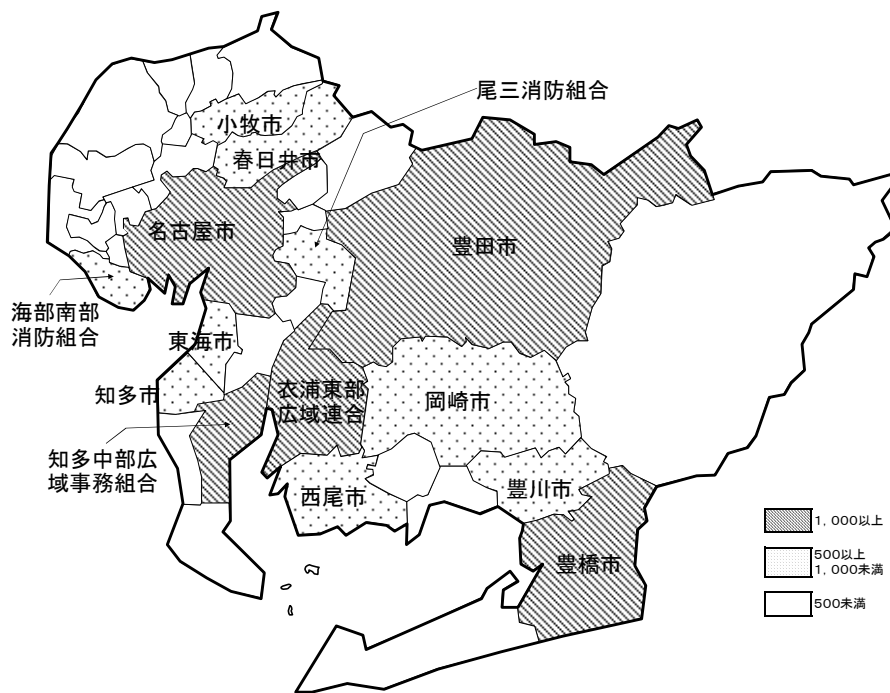 尾三消防組合
小牧市
春日井市
名古屋市
豊田市
海部南部
消防組合
東海市
知多市
衣浦東部
広域連合
岡崎市
知多中部広
域事務組合
西尾市
豊川市
豊橋市
1,000以上
500以上
1,000未満
500未満